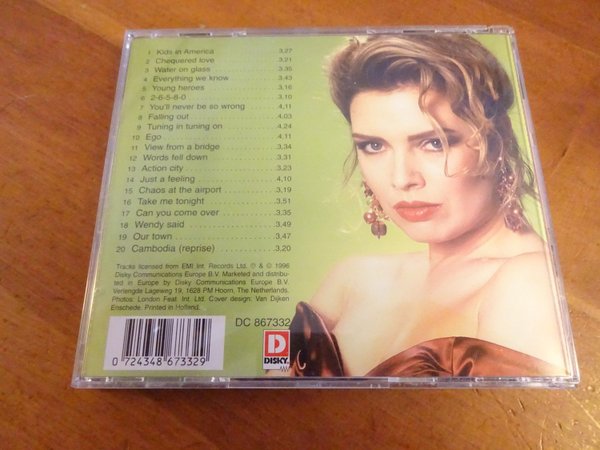 1 Kids in America 3,27
2 Chequered love 3,21
3 Water on glass 3,35
4 Everything we know 3,43
5 Young heroes 3,16
6 2-6-5-8-0 3,10
7 You'll never be so wrong 4,11
8 Falling out 4,03
9 Tuning in tuning on 4,24
10 Ego 4,11
11 View from a bridge 3,34
12 Words fell down 3,31
13 Action city 3,23
14 Just a feeling 4,10
15 Chaos at the airport 3,19
16 Take me tonight 3,51
17 Can you come over 3,35
18 Wendy said 3,49
19 Our town 3,47
20 Cambodia (reprise) 3,20
Tracks licensed from EMI Int. Records Ltd. ℗ & © 1996
Disky Communications Europe B.V. Marketed and distribu-
ted in Europe by Disky Communications Europe B.V.
Verlengde Lageweg 19, 1628 PM Hoorn, The Netherlands.
Photos: London Feat. Int. Ltd. Cover design: Van Dijken
Enschede. Printed in Holland.
DC 867332
D
DISKY
0 724348 673329